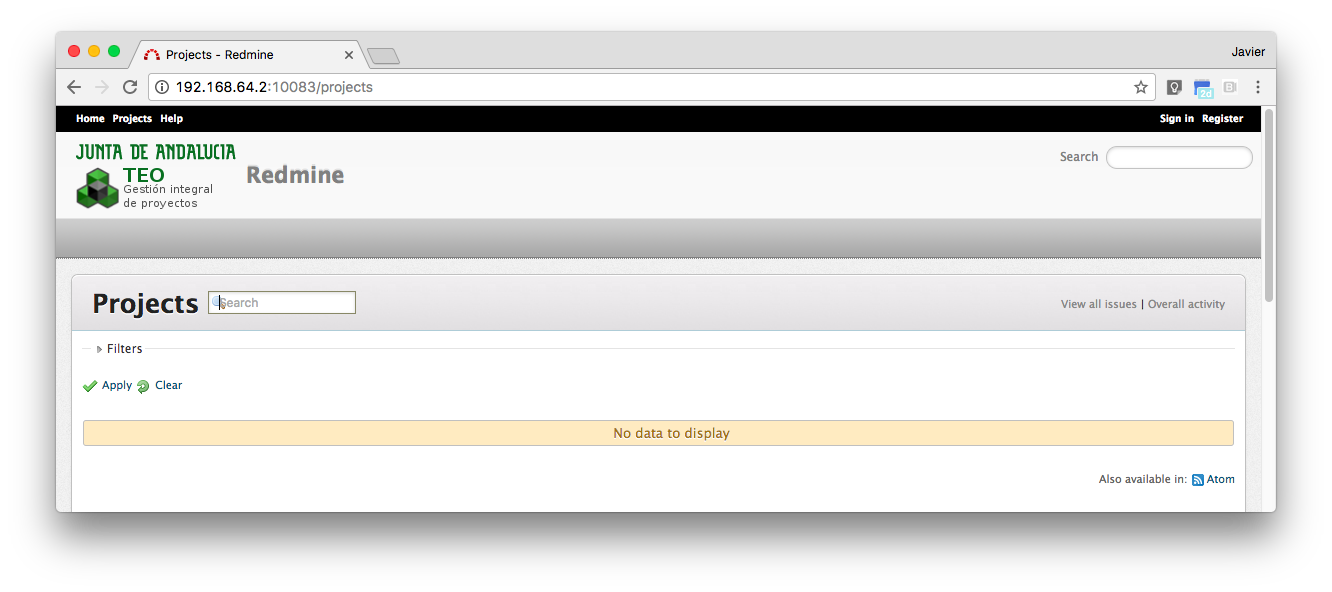 Projects - Redmine
Javier
192.168.64.2:10083/projects
2d
Home Projects Help
Sign in Register
JUNTA DE ANDALUCIA
TEO
Gestión integral
de proyectos
Redmine
Search
Projects
Search
View all issues | Overall activity
Filters
Apply Clear
No data to display
Also available in: Atom